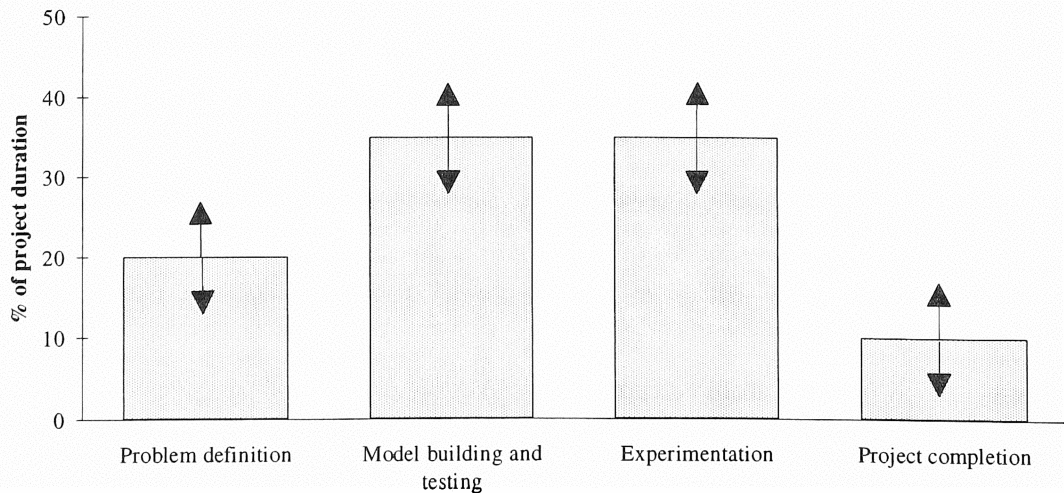 50
40
30
20
10
0
% of project duration
Problem definition
Model building and
testing
Experimentation
Project completion